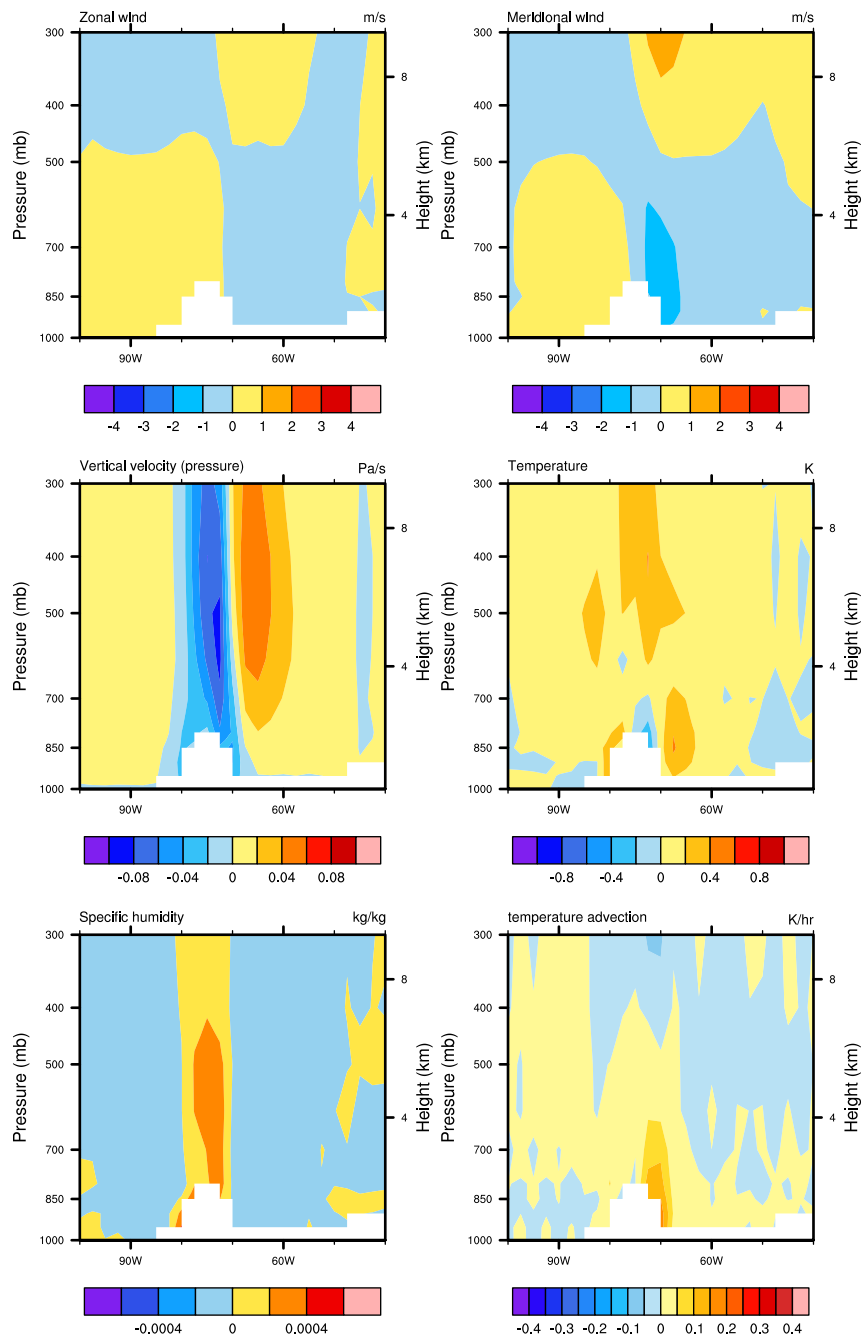 Zonal wind m/s
Meridional wind m/s
300
400
500
700
850
1000
Pressure (mb)
8
4
Height (km)
90W 60W
-4 -3 -2 -1 0 1 2 3 4
300
400
500
700
850
1000
Pressure (mb)
8
4
Height (km)
90W 60W
-4 -3 -2 -1 0 1 2 3 4
Vertical velocity (pressure) Pa/s
Temperature K
300
400
500
700
850
1000
Pressure (mb)
8
4
Height (km)
90W 60W
-0.08 -0.04 0 0.04 0.08
300
400
500
700
850
1000
Pressure (mb)
8
4
Height (km)
90W 60W
-0.8 -0.4 0 0.4 0.8
Specific humidity kg/kg
temperature advection K/hr
300
400
500
700
850
1000
Pressure (mb)
8
4
Height (km)
90W 60W
-0.0004 0 0.0004
300
400
500
700
850
1000
Pressure (mb)
8
4
Height (km)
90W 60W
-0.4 -0.3 -0.2 -0.1 0 0.1 0.2 0.3 0.4